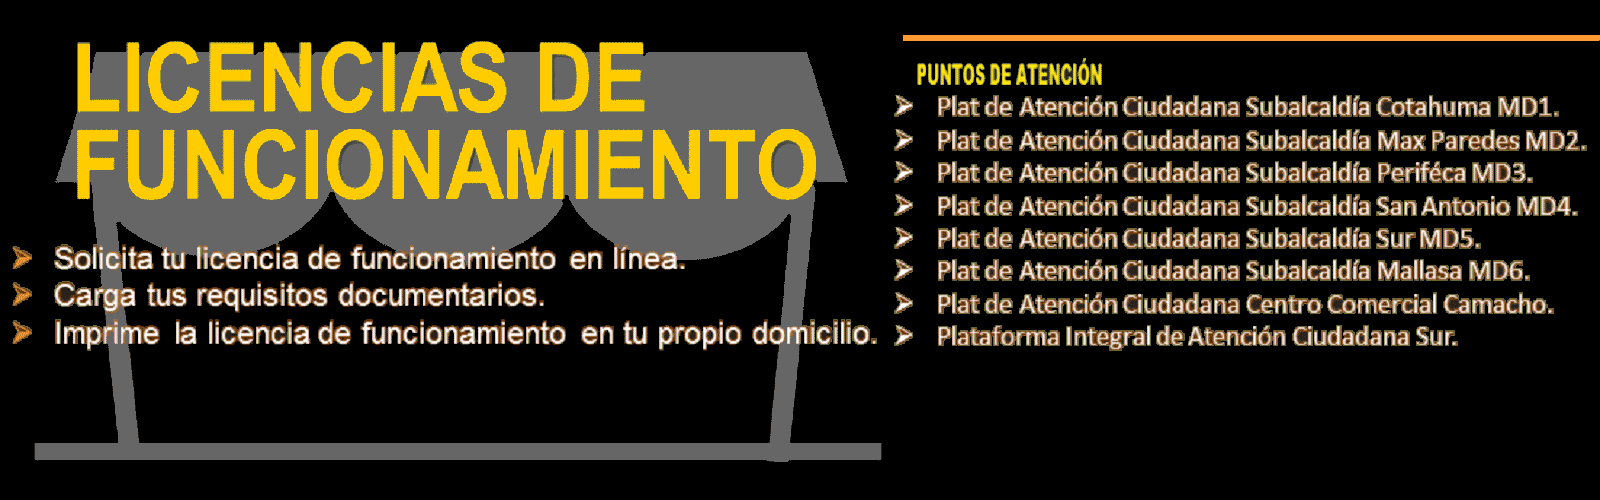 LICENCIAS DE
FUNCIONAMIENTO
➤ Solicita tu licencia de funcionamiento en línea.
➤ Carga tus requisitos documentarios.
➤ Imprime la licencia de funcionamiento en tu propio domicilio.
PUNTOS DE ATENCIÓN
➤ Plat de Atención Ciudadana Subalcaldía Cotahuma MD1.
➤ Plat de Atención Ciudadana Subalcaldía Max Paredes MD2.
➤ Plat de Atención Ciudadana Subalcaldía Periféca MD3.
➤ Plat de Atención Ciudadana Subalcaldía San Antonio MD4.
➤ Plat de Atención Ciudadana Subalcaldía Sur MD5.
➤ Plat de Atención Ciudadana Subalcaldía Mallasa MD6.
➤ Plat de Atención Ciudadana Centro Comercial Camacho.
➤ Plataforma Integral de Atención Ciudadana Sur.